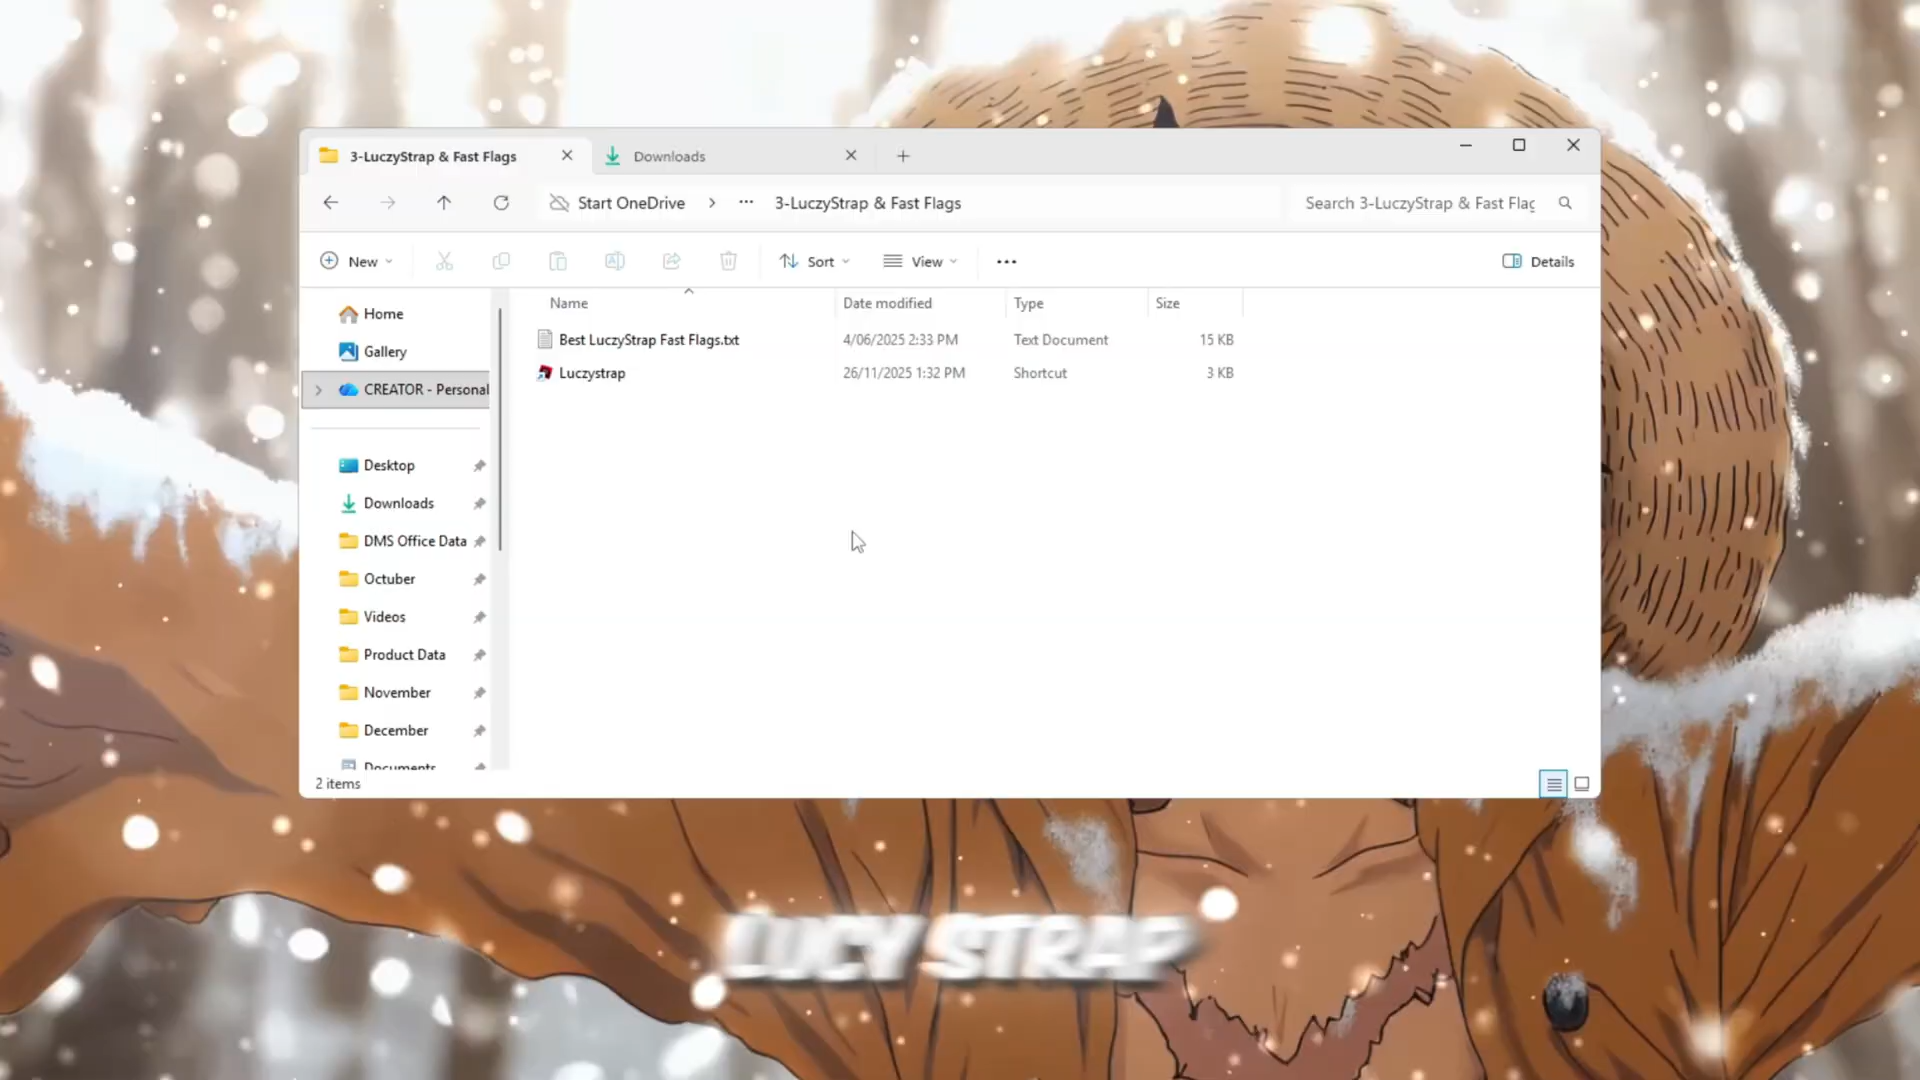 3-LuczyStrap & Fast Flags
Downloads
Start OneDrive
3-LuczyStrap & Fast Flags
Search 3-LuczyStrap & Fast Flag
New
Sort
View
Details
Name
Date modified
Type
Size
Best LuczyStrap Fast Flags.txt
4/06/2025 2:33 PM
Text Document
15 KB
Luczystrap
26/11/2025 1:32 PM
Shortcut
3 KB
Home
Gallery
CREATOR - Personal
Desktop
Downloads
DMS Office Data
Octuber
Videos
Product Data
November
December
Documents
2 items
LUCY STRAP